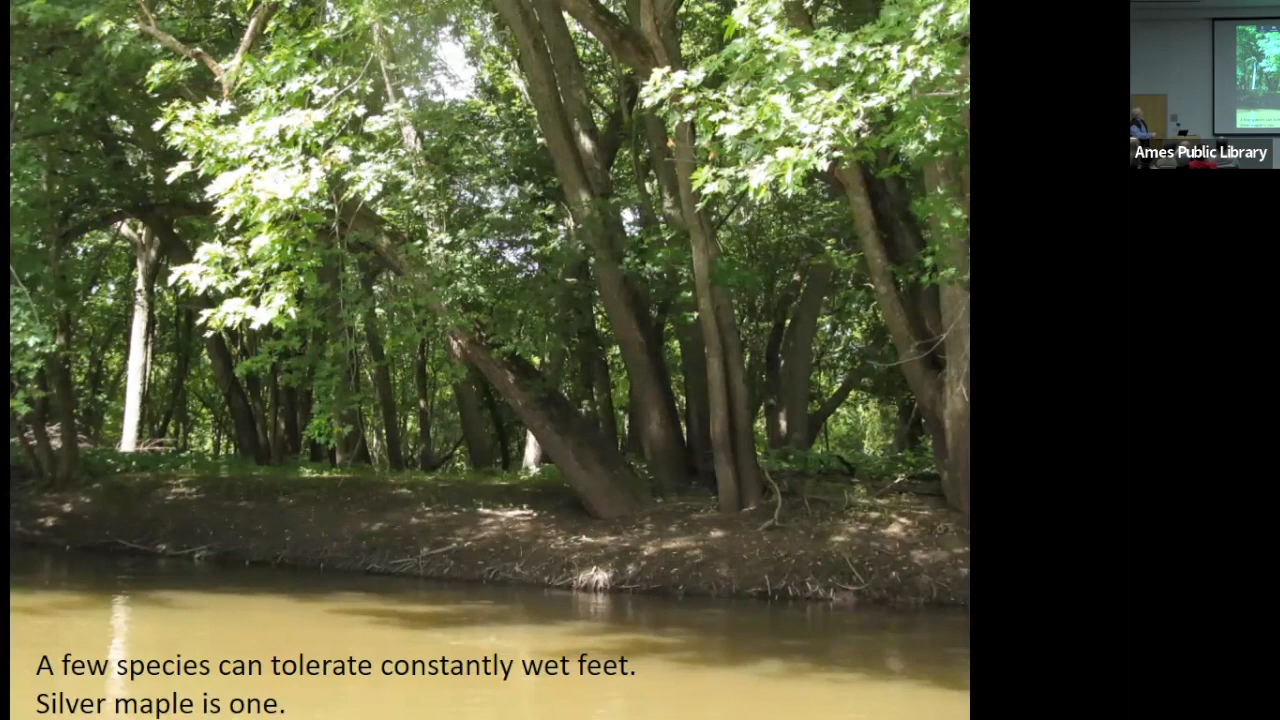 A few species can tolerate constantly wet feet.
Silver maple is one.
Ames Public Library